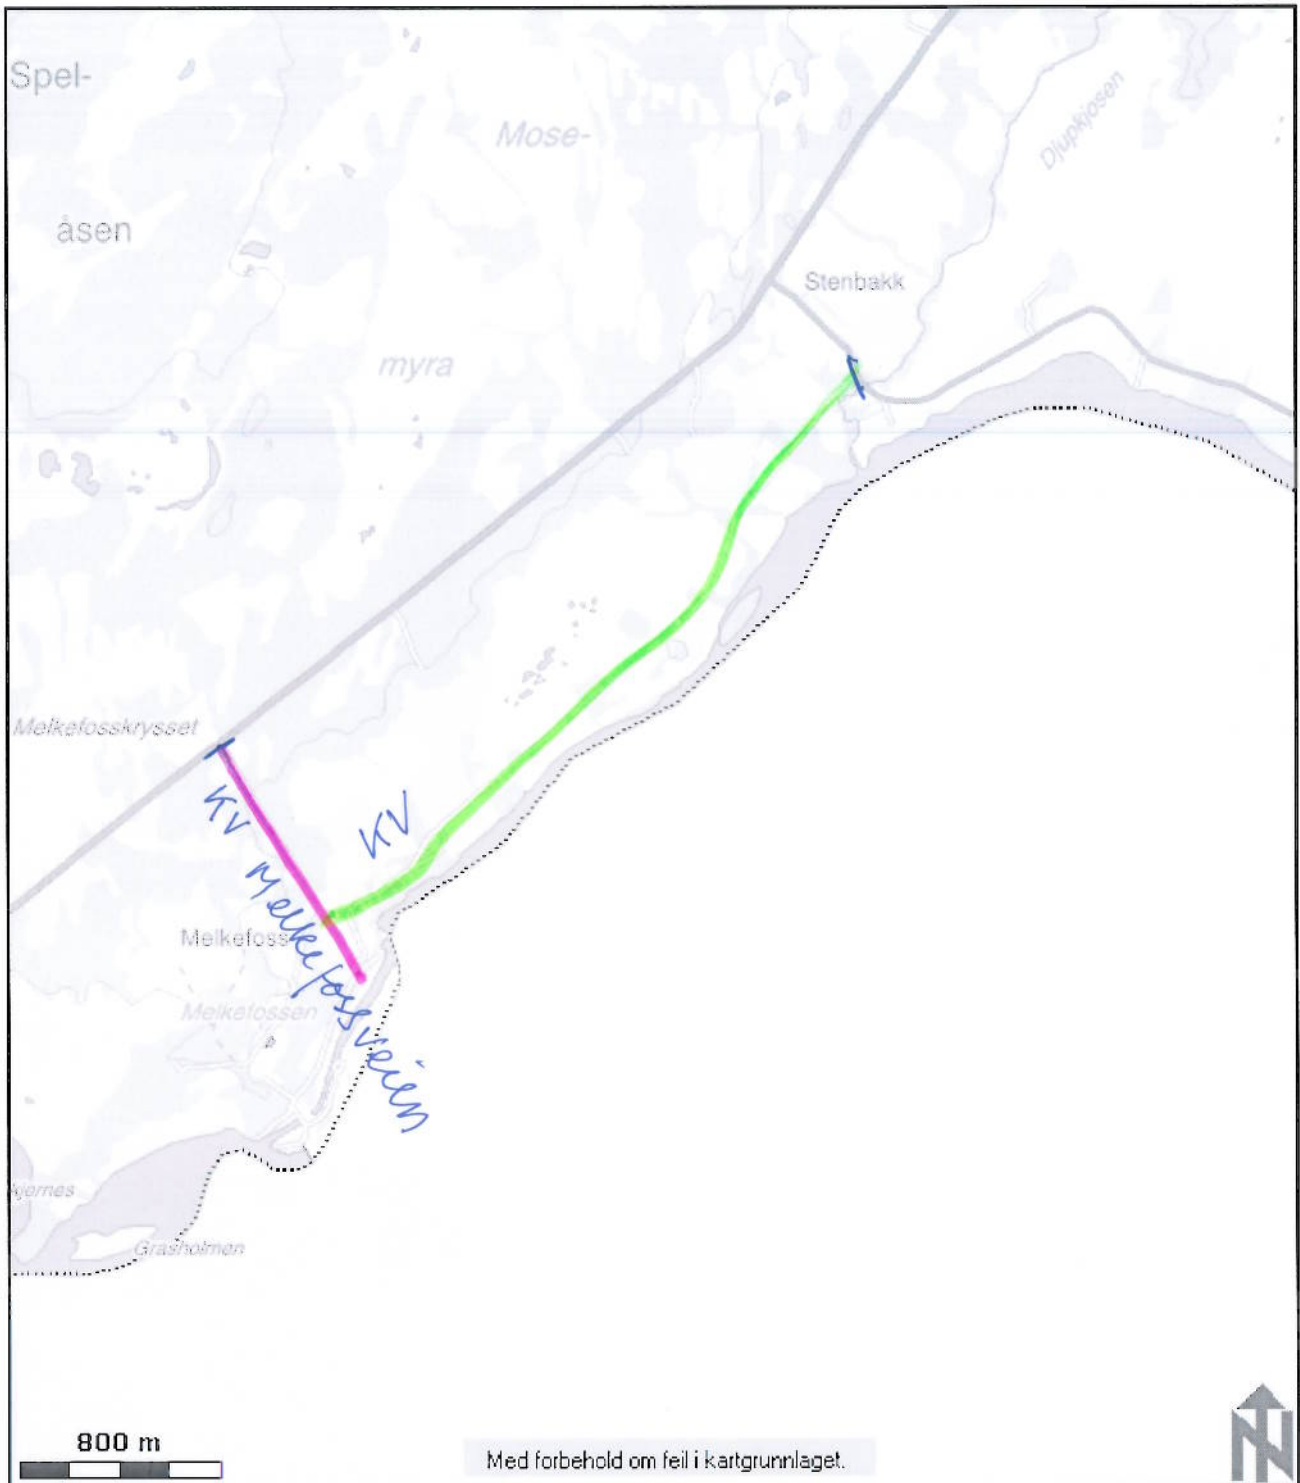 Spel-
Mose-
Djupkjosen
åsen
Stenbakk
myra
Melkefosskrysset
KV
KV
Melkefossveien
Melkefoss
Melkefossen
kjernes
Grasholmen
800 m
Med forbehold om feil i kartgrunnlaget.
N